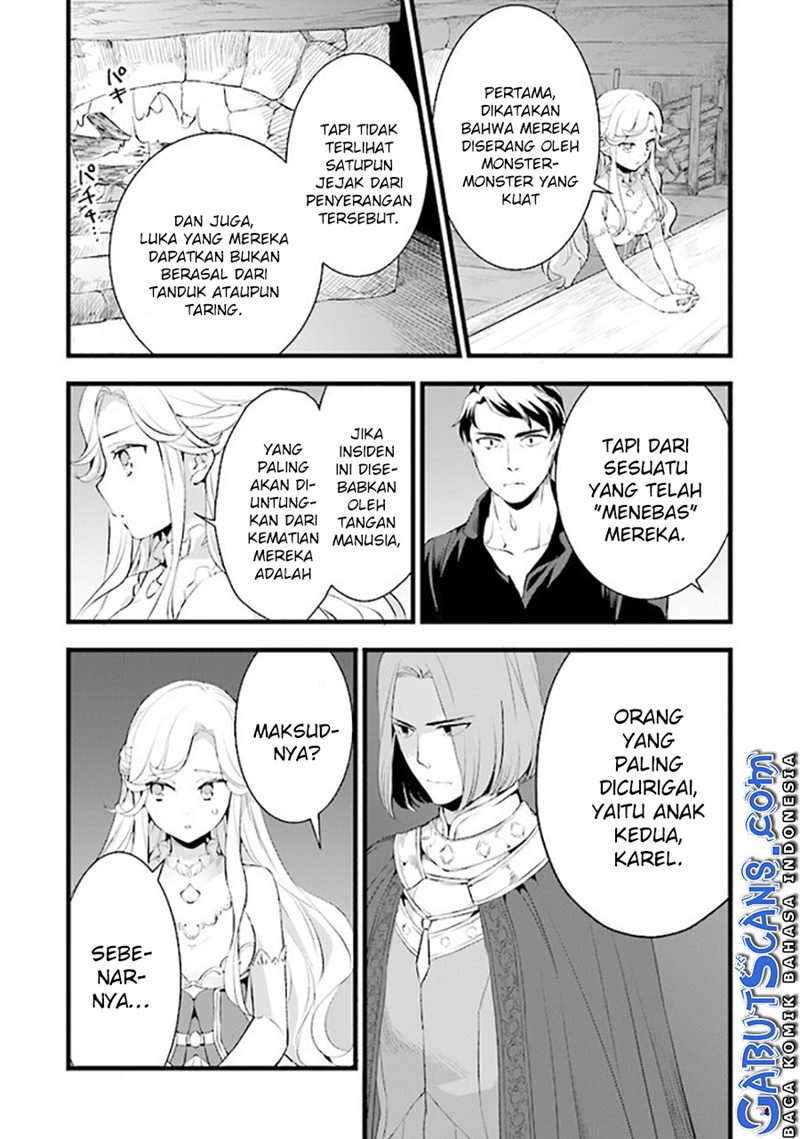 PERTAMA,
DIKATAKAN
BAHWA MEREKA
DISERANG OLEH
MONSTER-
MONSTER YANG
KUAT
TAPI TIDAK
TERLIHAT
SATUPUN
JEJAK DARI
PENYERANGAN
TERSEBUT.
DAN JUGA,
LUKA YANG MEREKA
DAPATKAN BUKAN
BERASAL DARI
TANDUK ATAUPUN
TARING.
パキ
パチチ…
TAPI DARI
SESUATU
YANG TELAH
"MENEBAS"
MEREKA.
JIKA
INSIDEN
INI DISE-
BABKAN
OLEH
TANGAN
MANUSIA,
YANG
PALING
AKAN DI-
UNTUNG-
KAN DARI
KEMATIAN
MEREKA
ADALAH
ORANG
YANG
PALING
DICURIGAI,
YAITU ANAK
KEDUA,
KAREL.
MAKSUD-
NYA?
SEBE-
NAR-
NYA...
GABUTSCANS.COM
BACA KOMIK BAHASA INDONESIA